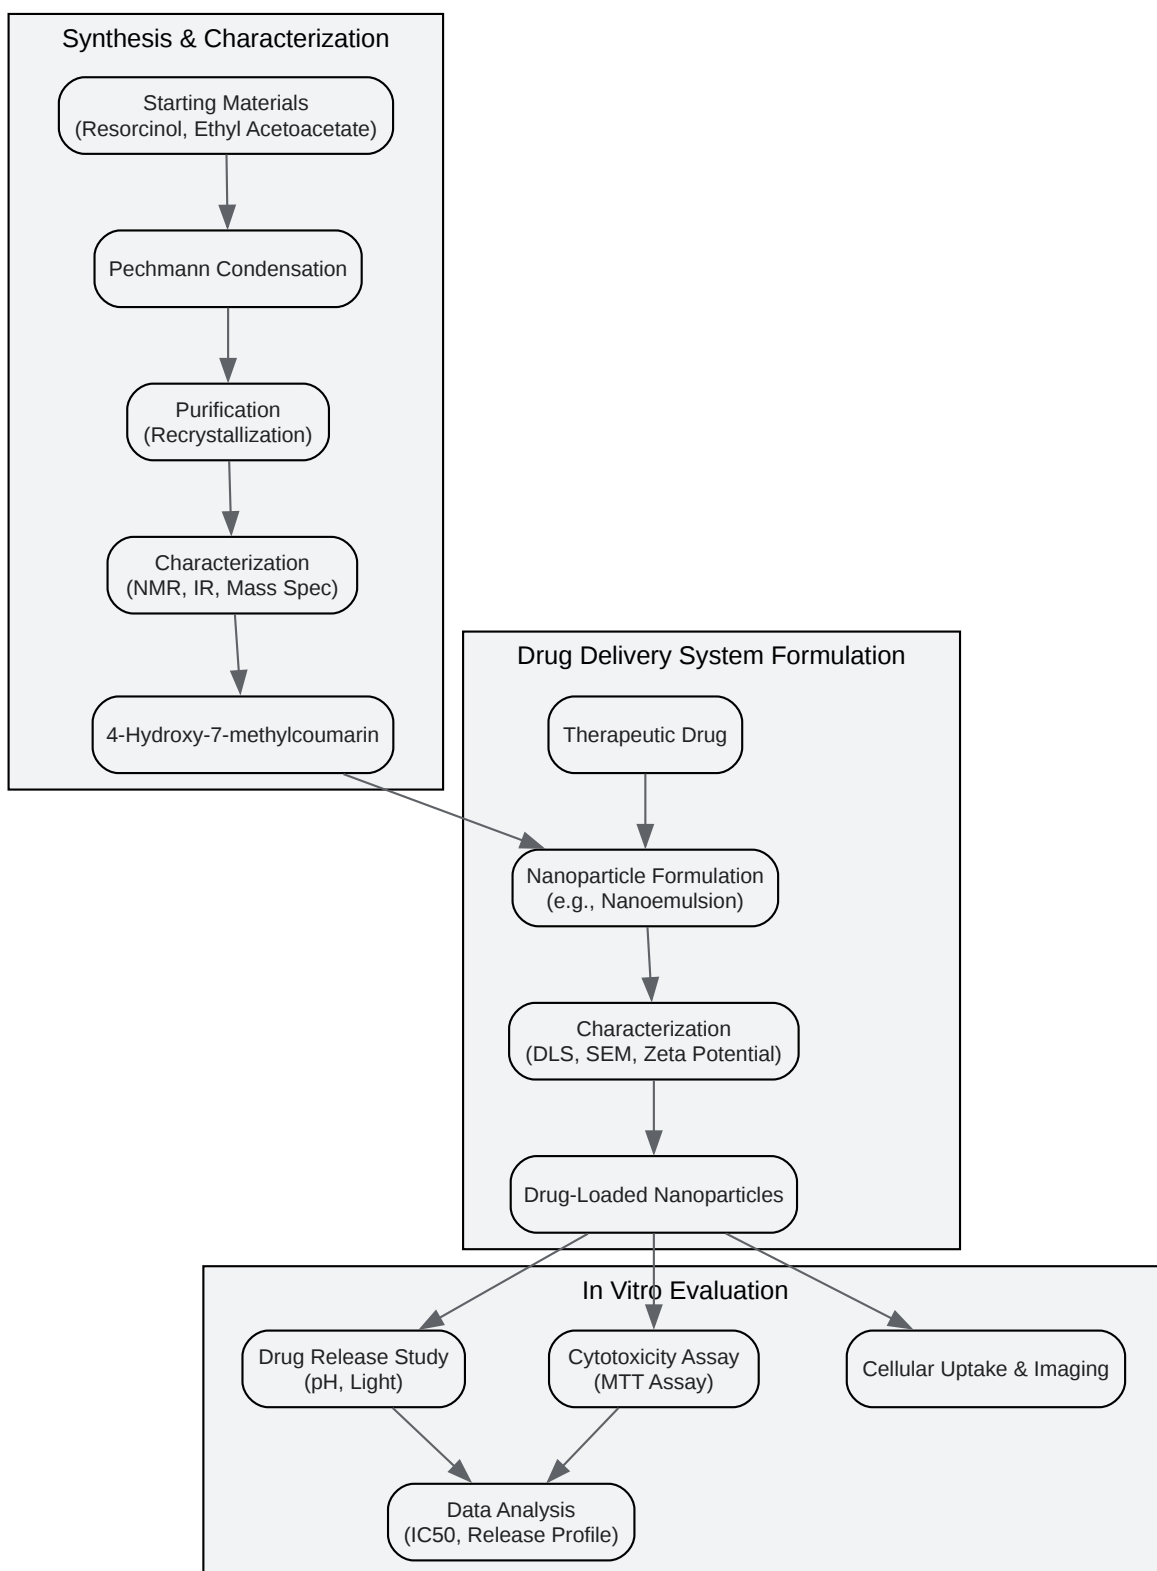 Synthesis & Characterization
Starting Materials
(Resorcinol, Ethyl Acetoacetate)
Pechmann Condensation
Purification
(Recrystallization)
Characterization
(NMR, IR, Mass Spec)
4-Hydroxy-7-methylcoumarin
Drug Delivery System Formulation
Therapeutic Drug
Nanoparticle Formulation
(e.g., Nanoemulsion)
Characterization
(DLS, SEM, Zeta Potential)
Drug-Loaded Nanoparticles
In Vitro Evaluation
Drug Release Study
(pH, Light)
Cytotoxicity Assay
(MTT Assay)
Cellular Uptake & Imaging
Data Analysis
(IC50, Release Profile)